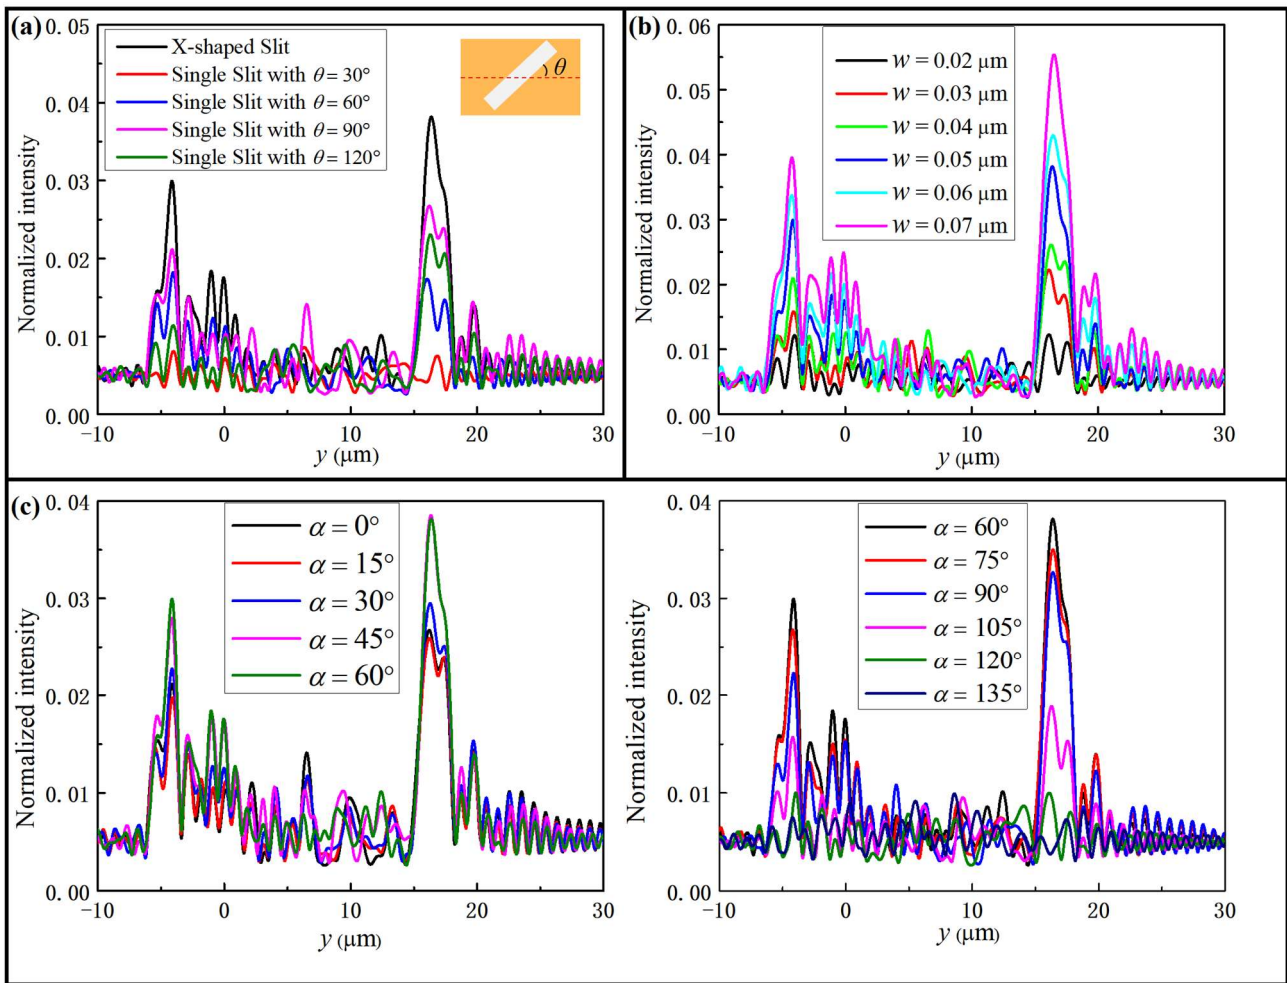 (a)
0.05
0.04
0.03
0.02
0.01
0.00
Normalized intensity
X-shaped Slit
Single Slit with θ = 30°
Single Slit with θ = 60°
Single Slit with θ = 90°
Single Slit with θ = 120°
θ
-10 0 10 20 30
y (μm)
(b)
0.06
0.05
0.04
0.03
0.02
0.01
0.00
Normalized intensity
w = 0.02 μm
w = 0.03 μm
w = 0.04 μm
w = 0.05 μm
w = 0.06 μm
w = 0.07 μm
-10 0 10 20 30
y (μm)
(c)
0.04
0.03
0.02
0.01
0.00
Normalized intensity
α = 0°
α = 15°
α = 30°
α = 45°
α = 60°
-10 0 10 20 30
y (μm)
0.04
0.03
0.02
0.01
0.00
Normalized intensity
α = 60°
α = 75°
α = 90°
α = 105°
α = 120°
α = 135°
-10 0 10 20 30
y (μm)